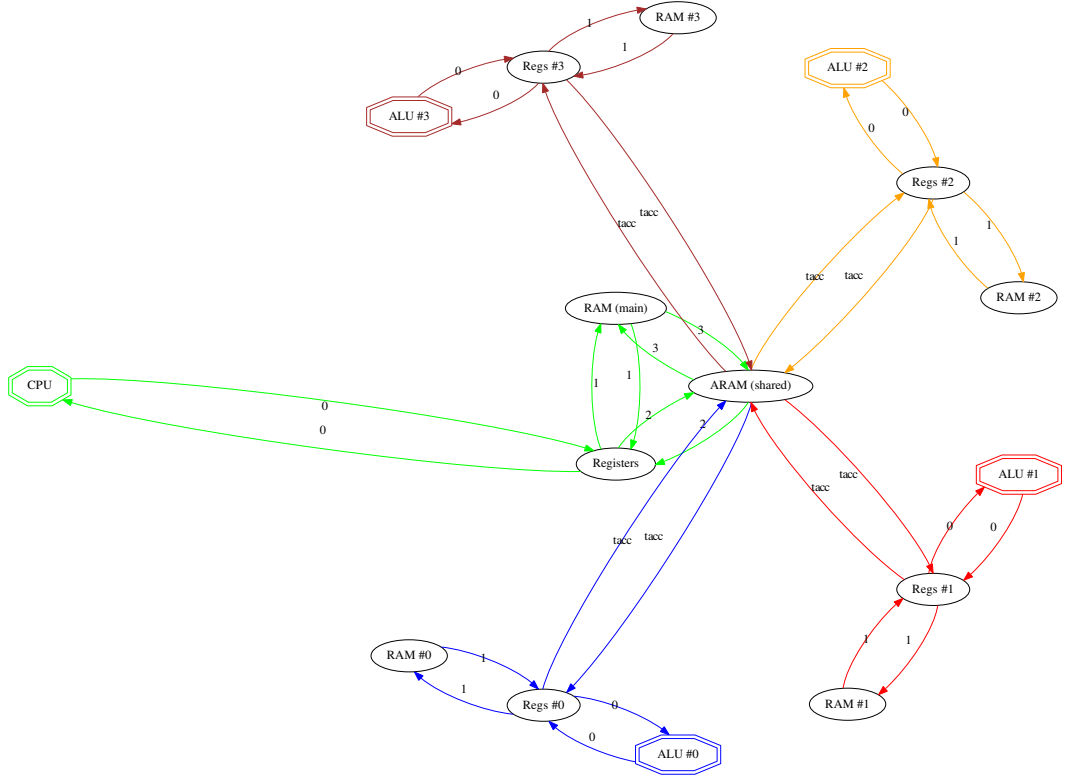 RAM #3
1
1
Regs #3
ALU #2
0
0
ALU #3
0
0
Regs #2
tacc
tacc
1
1
tacc
tacc
RAM #2
RAM (main)
3
3
CPU
1
1
ARAM (shared)
0
0
2
2
Registers
tacc
tacc
ALU #1
0
0
tacc
tacc
Regs #1
1
1
RAM #0
1
1
Regs #0
0
RAM #1
0
ALU #0